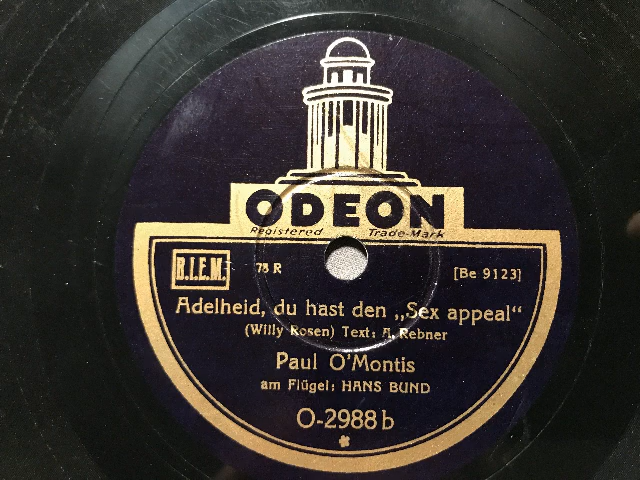 ODEON
Registered Trade-Mark
B.I.E.M. 78 R [Be 9123]
Adelheid, du hast den „Sex appeal“
(Willy Rosen) Text: A. Rebner
Paul O'Montis
am Flügel: HANS BUND
O-2988 b